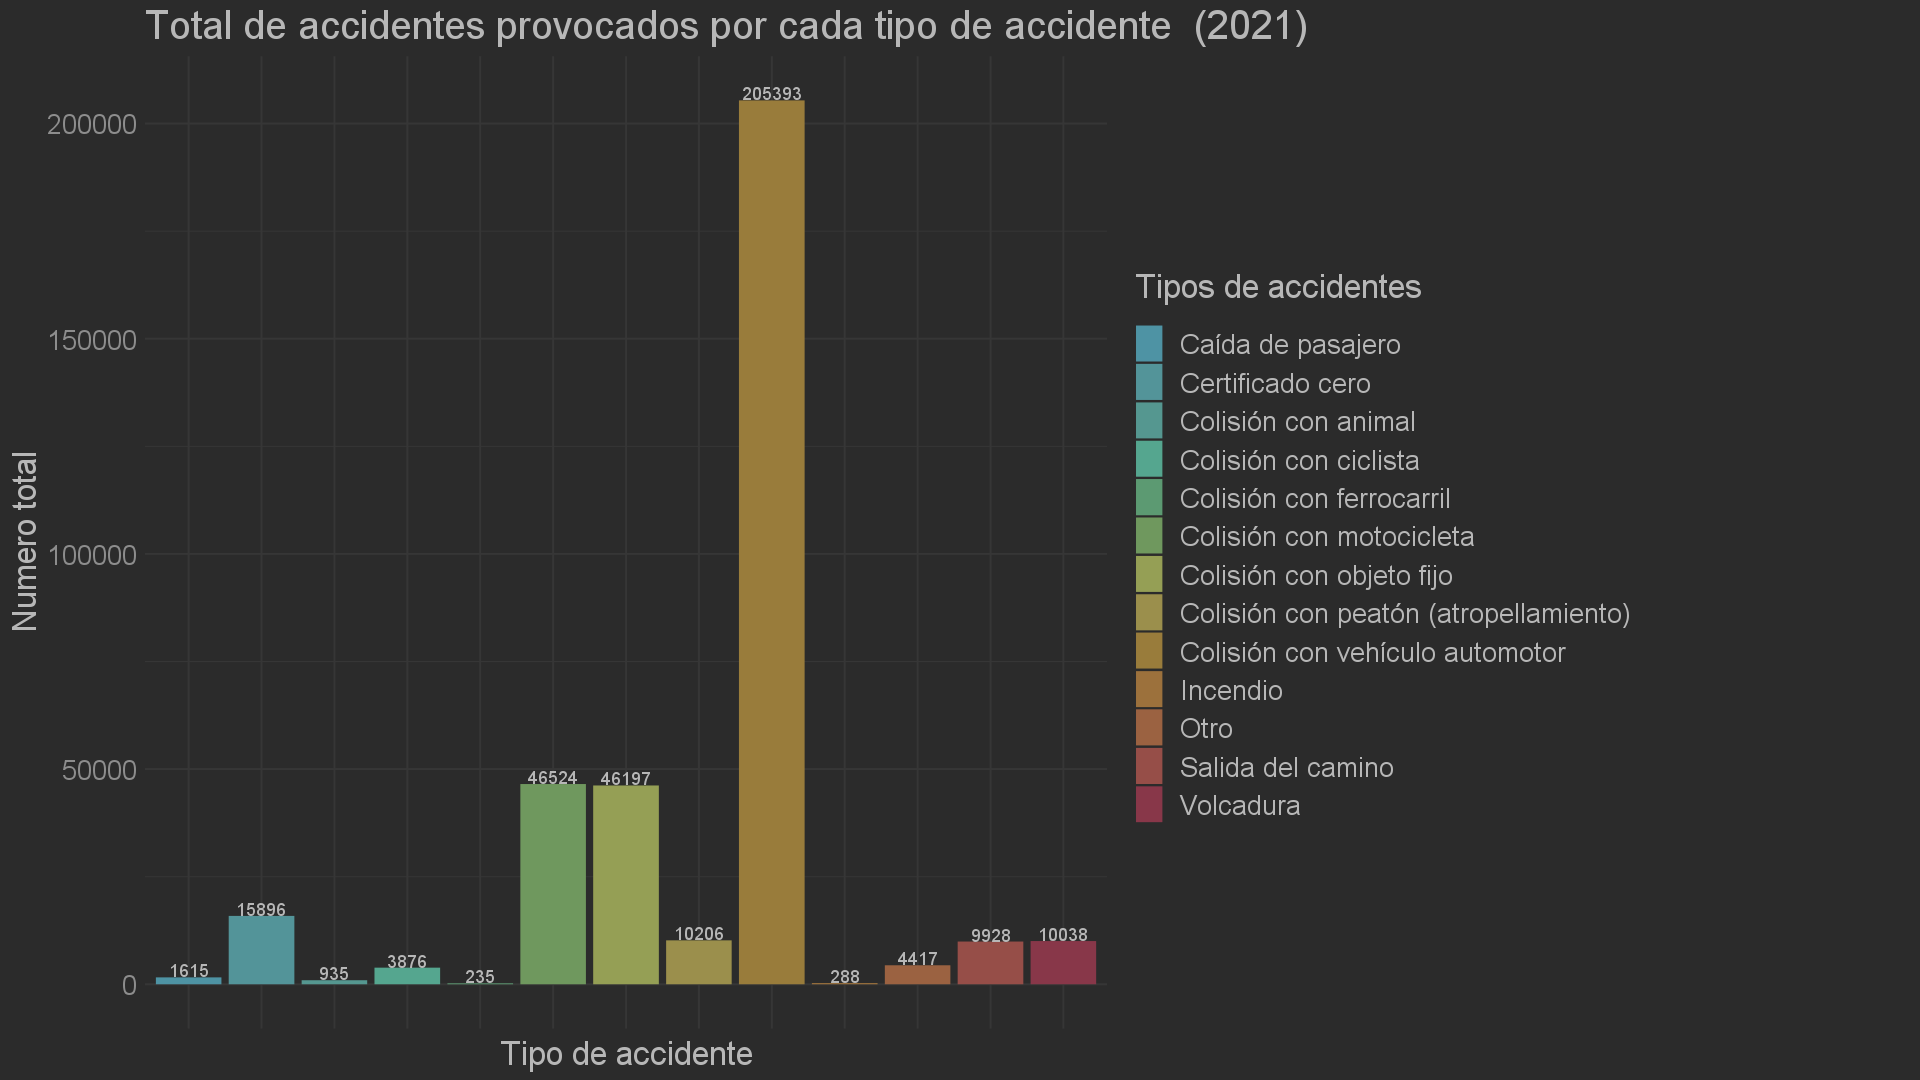 Total de accidentes provocados por cada tipo de accidente  (2021)
Numero total
200000
150000
100000
50000
0
1615
15896
935
3876
235
46524
46197
10206
205393
288
4417
9928
10038
Tipo de accidente
Tipos de accidentes
Caída de pasajero
Certificado cero
Colisión con animal
Colisión con ciclista
Colisión con ferrocarril
Colisión con motocicleta
Colisión con objeto fijo
Colisión con peatón (atropellamiento)
Colisión con vehículo automotor
Incendio
Otro
Salida del camino
Volcadura